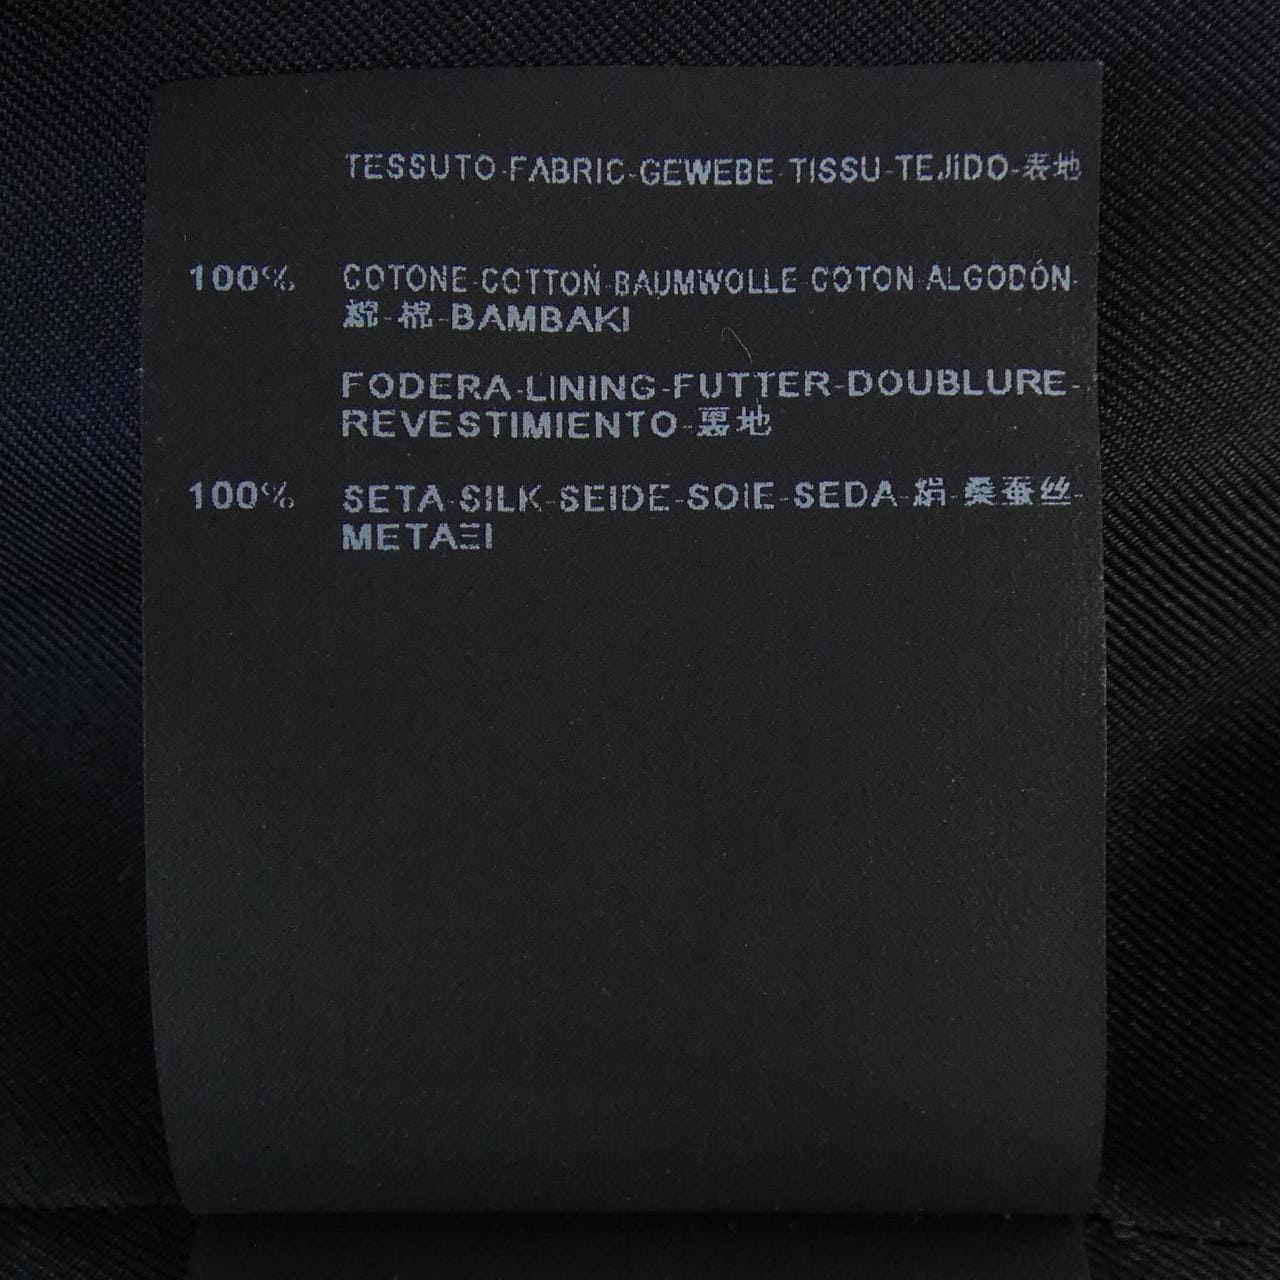 TESSUTO-FABRIC-GEWEBE TISSU-TEJIDO-表地
100% COTONE-COTTON-BAUMWOLLE COTON ALGODÓN-
綿-棉-BAMBAKI
FODERA-LINING-FUTTER-DOUBLURE-
REVESTIMIENTO-裏地
100% SETA-SILK-SEIDE-SOIE-SEDA-絹-桑蚕丝-
METAΞI